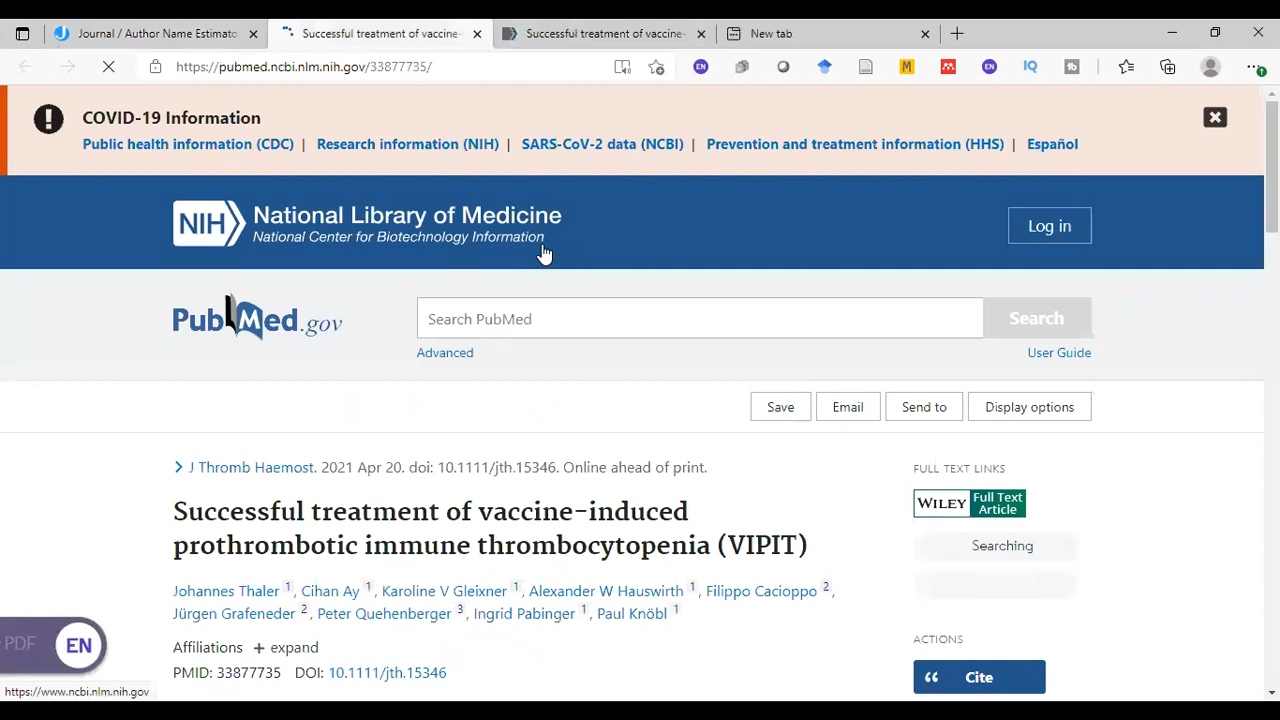 Journal / Author Name Estimato
Successful treatment of vaccine-
Successful treatment of vaccine-
New tab
https://pubmed.ncbi.nlm.nih.gov/33877735/
EN
M
EN
IQ
tb
COVID-19 Information
Public health information (CDC) | Research information (NIH) | SARS-CoV-2 data (NCBI) | Prevention and treatment information (HHS) | Español
NIH National Library of Medicine
National Center for Biotechnology Information
Log in
PubMed.gov
Search PubMed
Search
Advanced
User Guide
Save
Email
Send to
Display options
J Thromb Haemost. 2021 Apr 20. doi: 10.1111/jth.15346. Online ahead of print.
Successful treatment of vaccine-induced
prothrombotic immune thrombocytopenia (VIPIT)
Johannes Thaler 1, Cihan Ay 1, Karoline V Gleixner 1, Alexander W Hauswirth 1, Filippo Cacioppo 2,
Jürgen Grafeneder 2, Peter Quehenberger 3, Ingrid Pabinger 1, Paul Knöbl 1
Affiliations + expand
PMID: 33877735 DOI: 10.1111/jth.15346
FULL TEXT LINKS
WILEY Full Text
Article
Searching
ACTIONS
Cite
PDF EN
https://www.ncbi.nlm.nih.gov